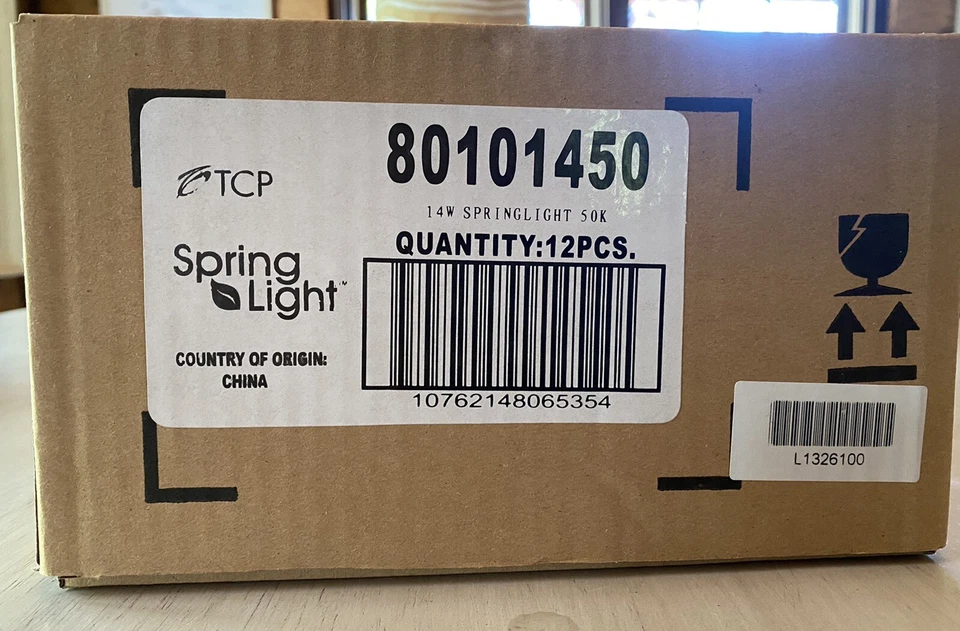 TCP
80101450
14W SPRINGLIGHT 50K
QUANTITY:12PCS.
Spring
Light™
COUNTRY OF ORIGIN:
CHINA
10762148065354
L1326100